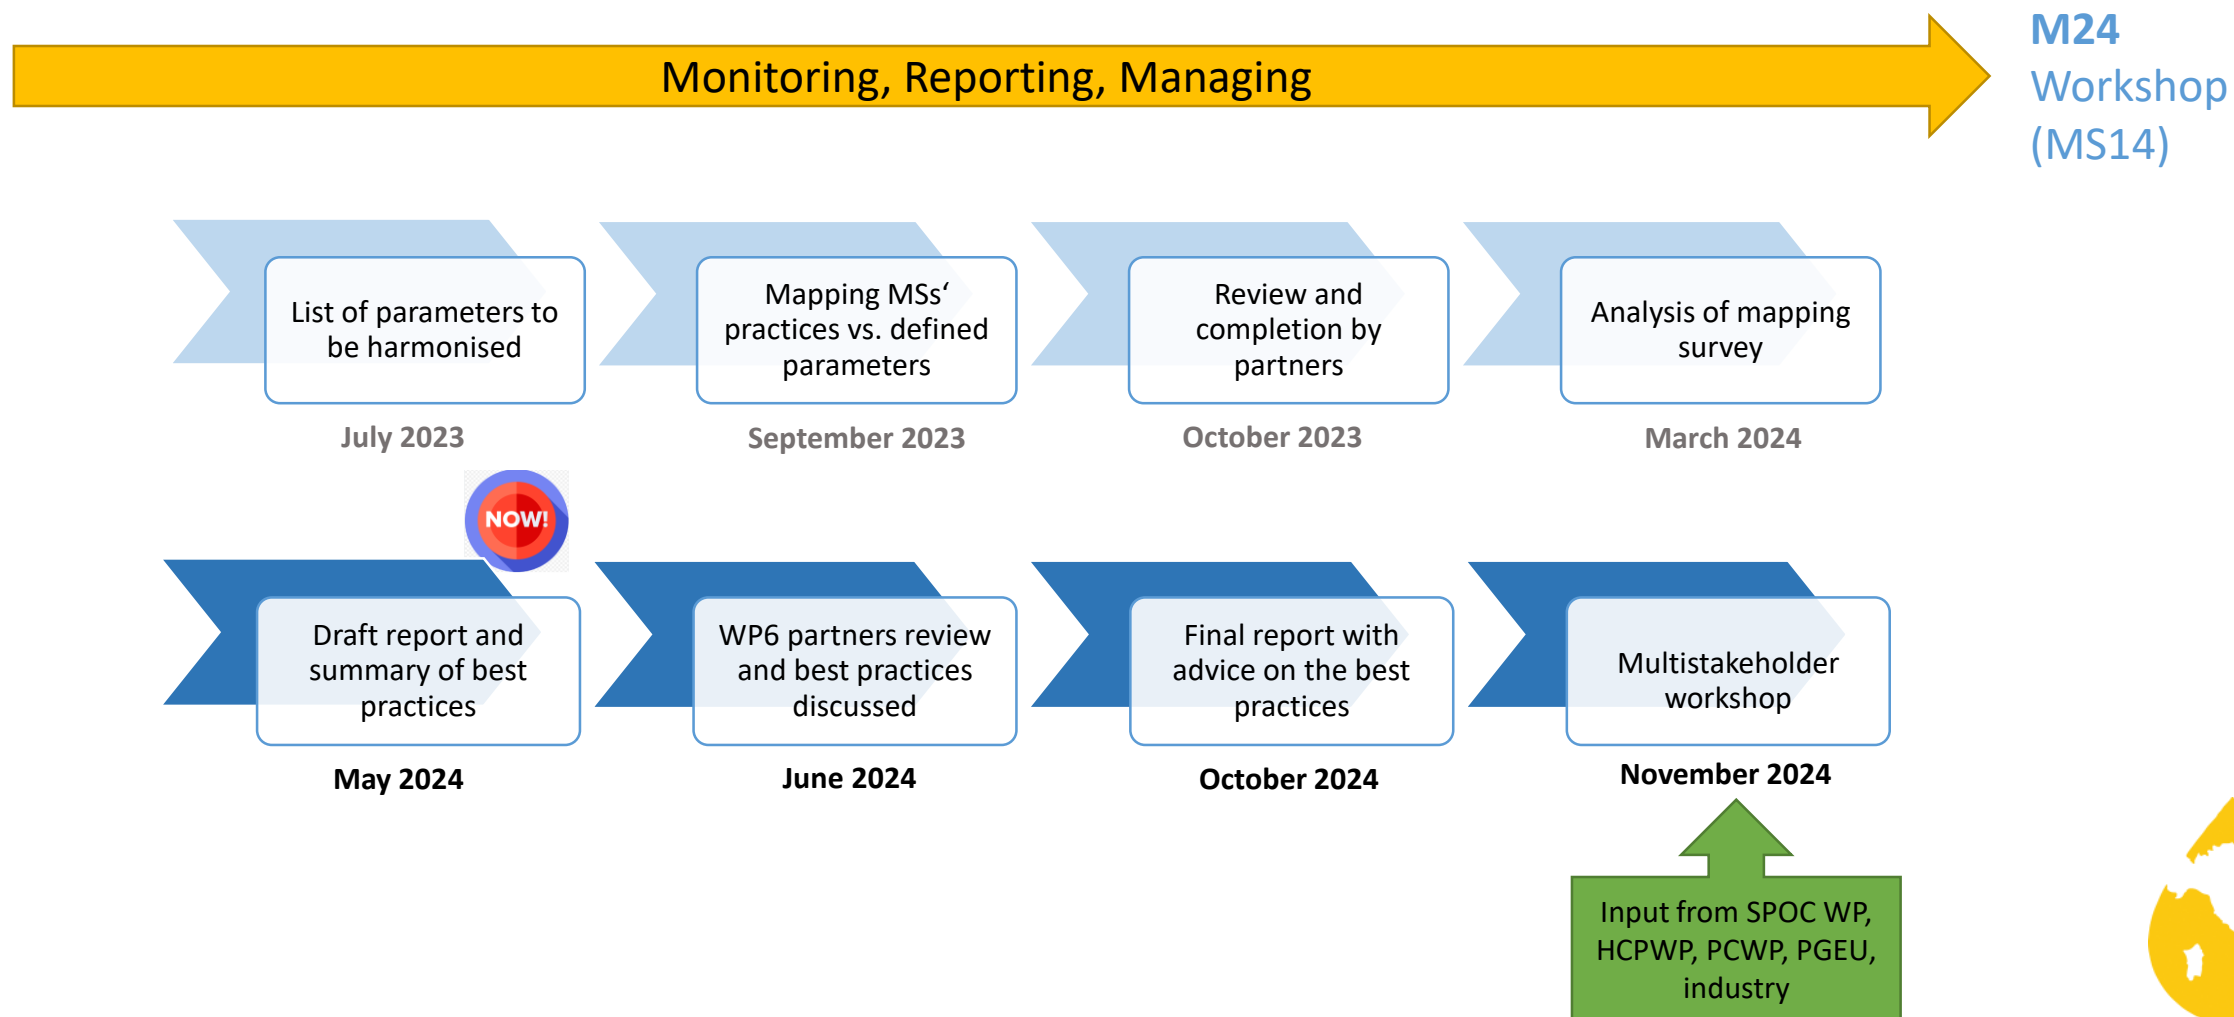 Monitoring, Reporting, Managing
M24
Workshop
(MS14)
List of parameters to
be harmonised
July 2023
Mapping MSs‘
practices vs. defined
parameters
September 2023
Review and
completion by
partners
October 2023
Analysis of mapping
survey
March 2024
NOW!
Draft report and
summary of best
practices
May 2024
WP6 partners review
and best practices
discussed
June 2024
Final report with
advice on the best
practices
October 2024
Multistakeholder
workshop
November 2024
Input from SPOC WP,
HCPWP, PCWP, PGEU,
industry